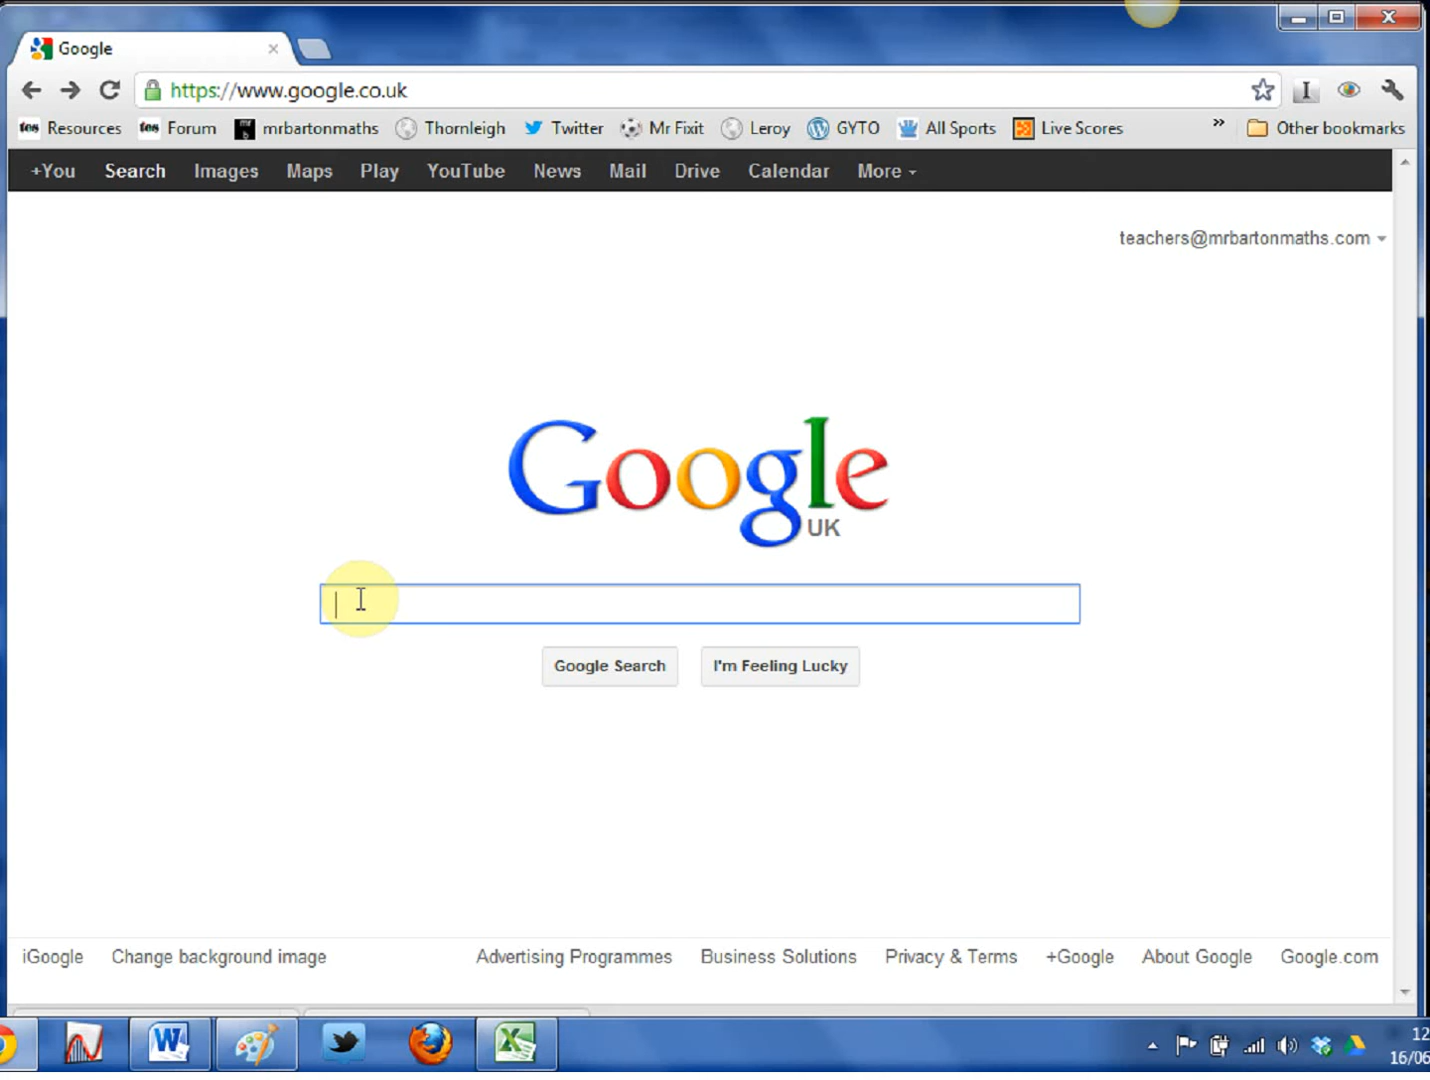 Google
https://www.google.co.uk
tes Resources tes Forum mrbartonmaths Thornleigh Twitter Mr Fixit Leroy GYTO All Sports Live Scores » Other bookmarks
+You Search Images Maps Play YouTube News Mail Drive Calendar More
teachers@mrbartonmaths.com
Google
UK
Google Search I'm Feeling Lucky
iGoogle Change background image Advertising Programmes Business Solutions Privacy & Terms +Google About Google Google.com
12
16/06